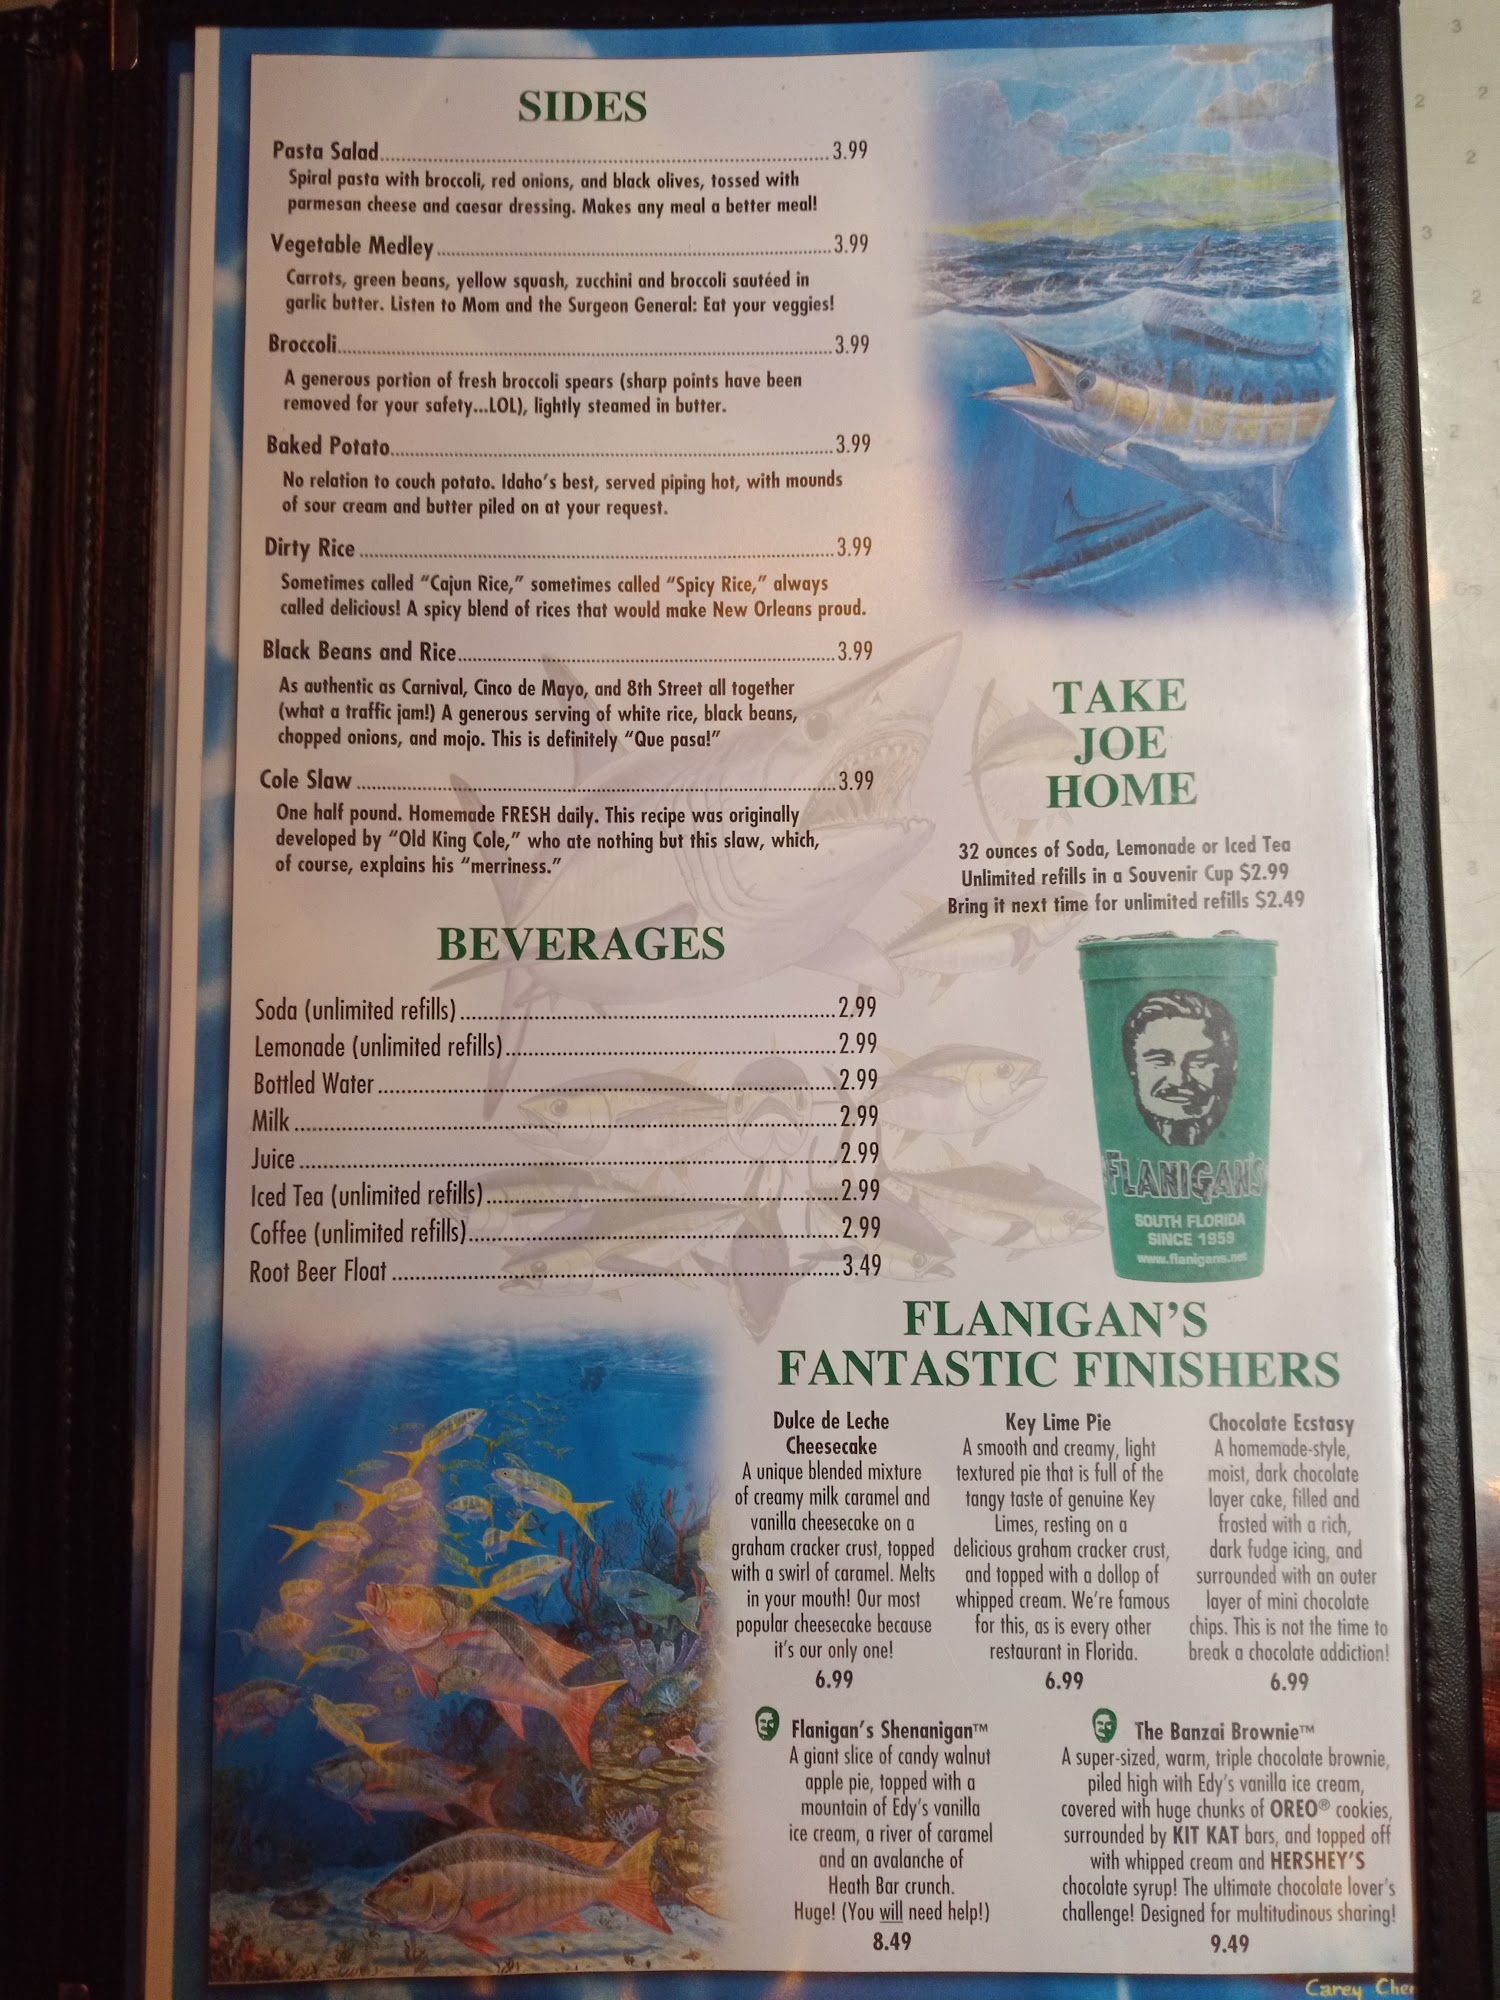 SIDES
Pasta Salad 3.99
Spiral pasta with broccoli, red onions, and black olives, tossed with
parmesan cheese and caesar dressing. Makes any meal a better meal!
Vegetable Medley 3.99
Carrots, green beans, yellow squash, zucchini and broccoli sautéed in
garlic butter. Listen to Mom and the Surgeon General: Eat your veggies!
Broccoli 3.99
A generous portion of fresh broccoli spears (sharp points have been
removed for your safety...LOL), lightly steamed in butter.
Baked Potato 3.99
No relation to couch potato. Idaho's best, served piping hot, with mounds
of sour cream and butter piled on at your request.
Dirty Rice 3.99
Sometimes called "Cajun Rice," sometimes called "Spicy Rice," always
called delicious! A spicy blend of rices that would make New Orleans proud.
Black Beans and Rice 3.99
As authentic as Carnival, Cinco de Mayo, and 8th Street all together
(what a traffic jam!) A generous serving of white rice, black beans,
chopped onions, and mojo. This is definitely "Que pasa!"
Cole Slaw 3.99
One half pound. Homemade FRESH daily. This recipe was originally
developed by "Old King Cole," who ate nothing but this slaw, which,
of course, explains his "merriness."
TAKE
JOE
HOME
32 ounces of Soda, Lemonade or Iced Tea
Unlimited refills in a Souvenir Cup $2.99
Bring it next time for unlimited refills $2.49
FLANIGAN'S
SOUTH FLORIDA
SINCE 1959
www.flanigans.net
BEVERAGES
Soda (unlimited refills) 2.99
Lemonade (unlimited refills) 2.99
Bottled Water 2.99
Milk 2.99
Juice 2.99
Iced Tea (unlimited refills) 2.99
Coffee (unlimited refills) 2.99
Root Beer Float 3.49
FLANIGAN'S
FANTASTIC FINISHERS
Dulce de Leche
Cheesecake
A unique blended mixture
of creamy milk caramel and
vanilla cheesecake on a
graham cracker crust, topped
with a swirl of caramel. Melts
in your mouth! Our most
popular cheesecake because
it's our only one!
6.99
Key Lime Pie
A smooth and creamy, light
textured pie that is full of the
tangy taste of genuine Key
Limes, resting on a
delicious graham cracker crust,
and topped with a dollop of
whipped cream. We're famous
for this, as is every other
restaurant in Florida.
6.99
Chocolate Ecstasy
A homemade-style,
moist, dark chocolate
layer cake, filled and
frosted with a rich,
dark fudge icing, and
surrounded with an outer
layer of mini chocolate
chips. This is not the time to
break a chocolate addiction!
6.99
Flanigan's Shenanigan™
A giant slice of candy walnut
apple pie, topped with a
mountain of Edy's vanilla
ice cream, a river of caramel
and an avalanche of
Heath Bar crunch.
Huge! (You will need help!)
8.49
The Banzai Brownie™
A super-sized, warm, triple chocolate brownie,
piled high with Edy's vanilla ice cream,
covered with huge chunks of OREO® cookies,
surrounded by KIT KAT bars, and topped off
with whipped cream and HERSHEY'S
chocolate syrup! The ultimate chocolate lover's
challenge! Designed for multitudinous sharing!
9.49
Carey